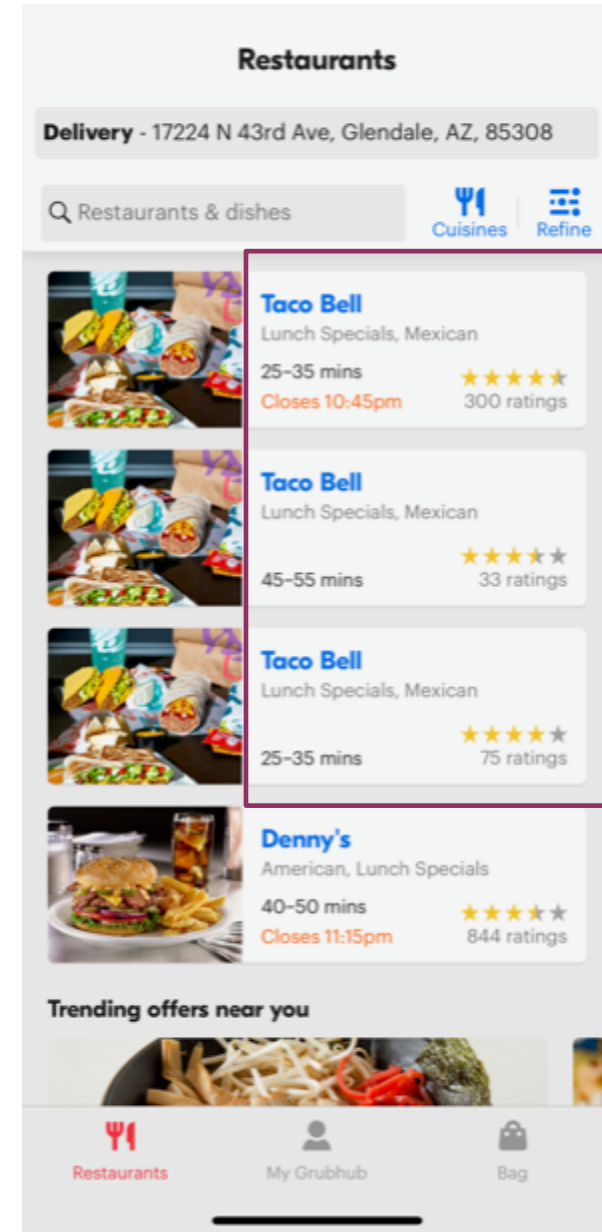 Restaurants
Delivery - 17224 N 43rd Ave, Glendale, AZ, 85308
Restaurants & dishes
Cuisines
Refine
Taco Bell
Lunch Specials, Mexican
25-35 mins
Closes 10:45pm
300 ratings
Taco Bell
Lunch Specials, Mexican
45-55 mins
33 ratings
Taco Bell
Lunch Specials, Mexican
25-35 mins
75 ratings
Denny's
American, Lunch Specials
40-50 mins
Closes 11:15pm
844 ratings
Trending offers near you
Restaurants
My Grubhub
Bag